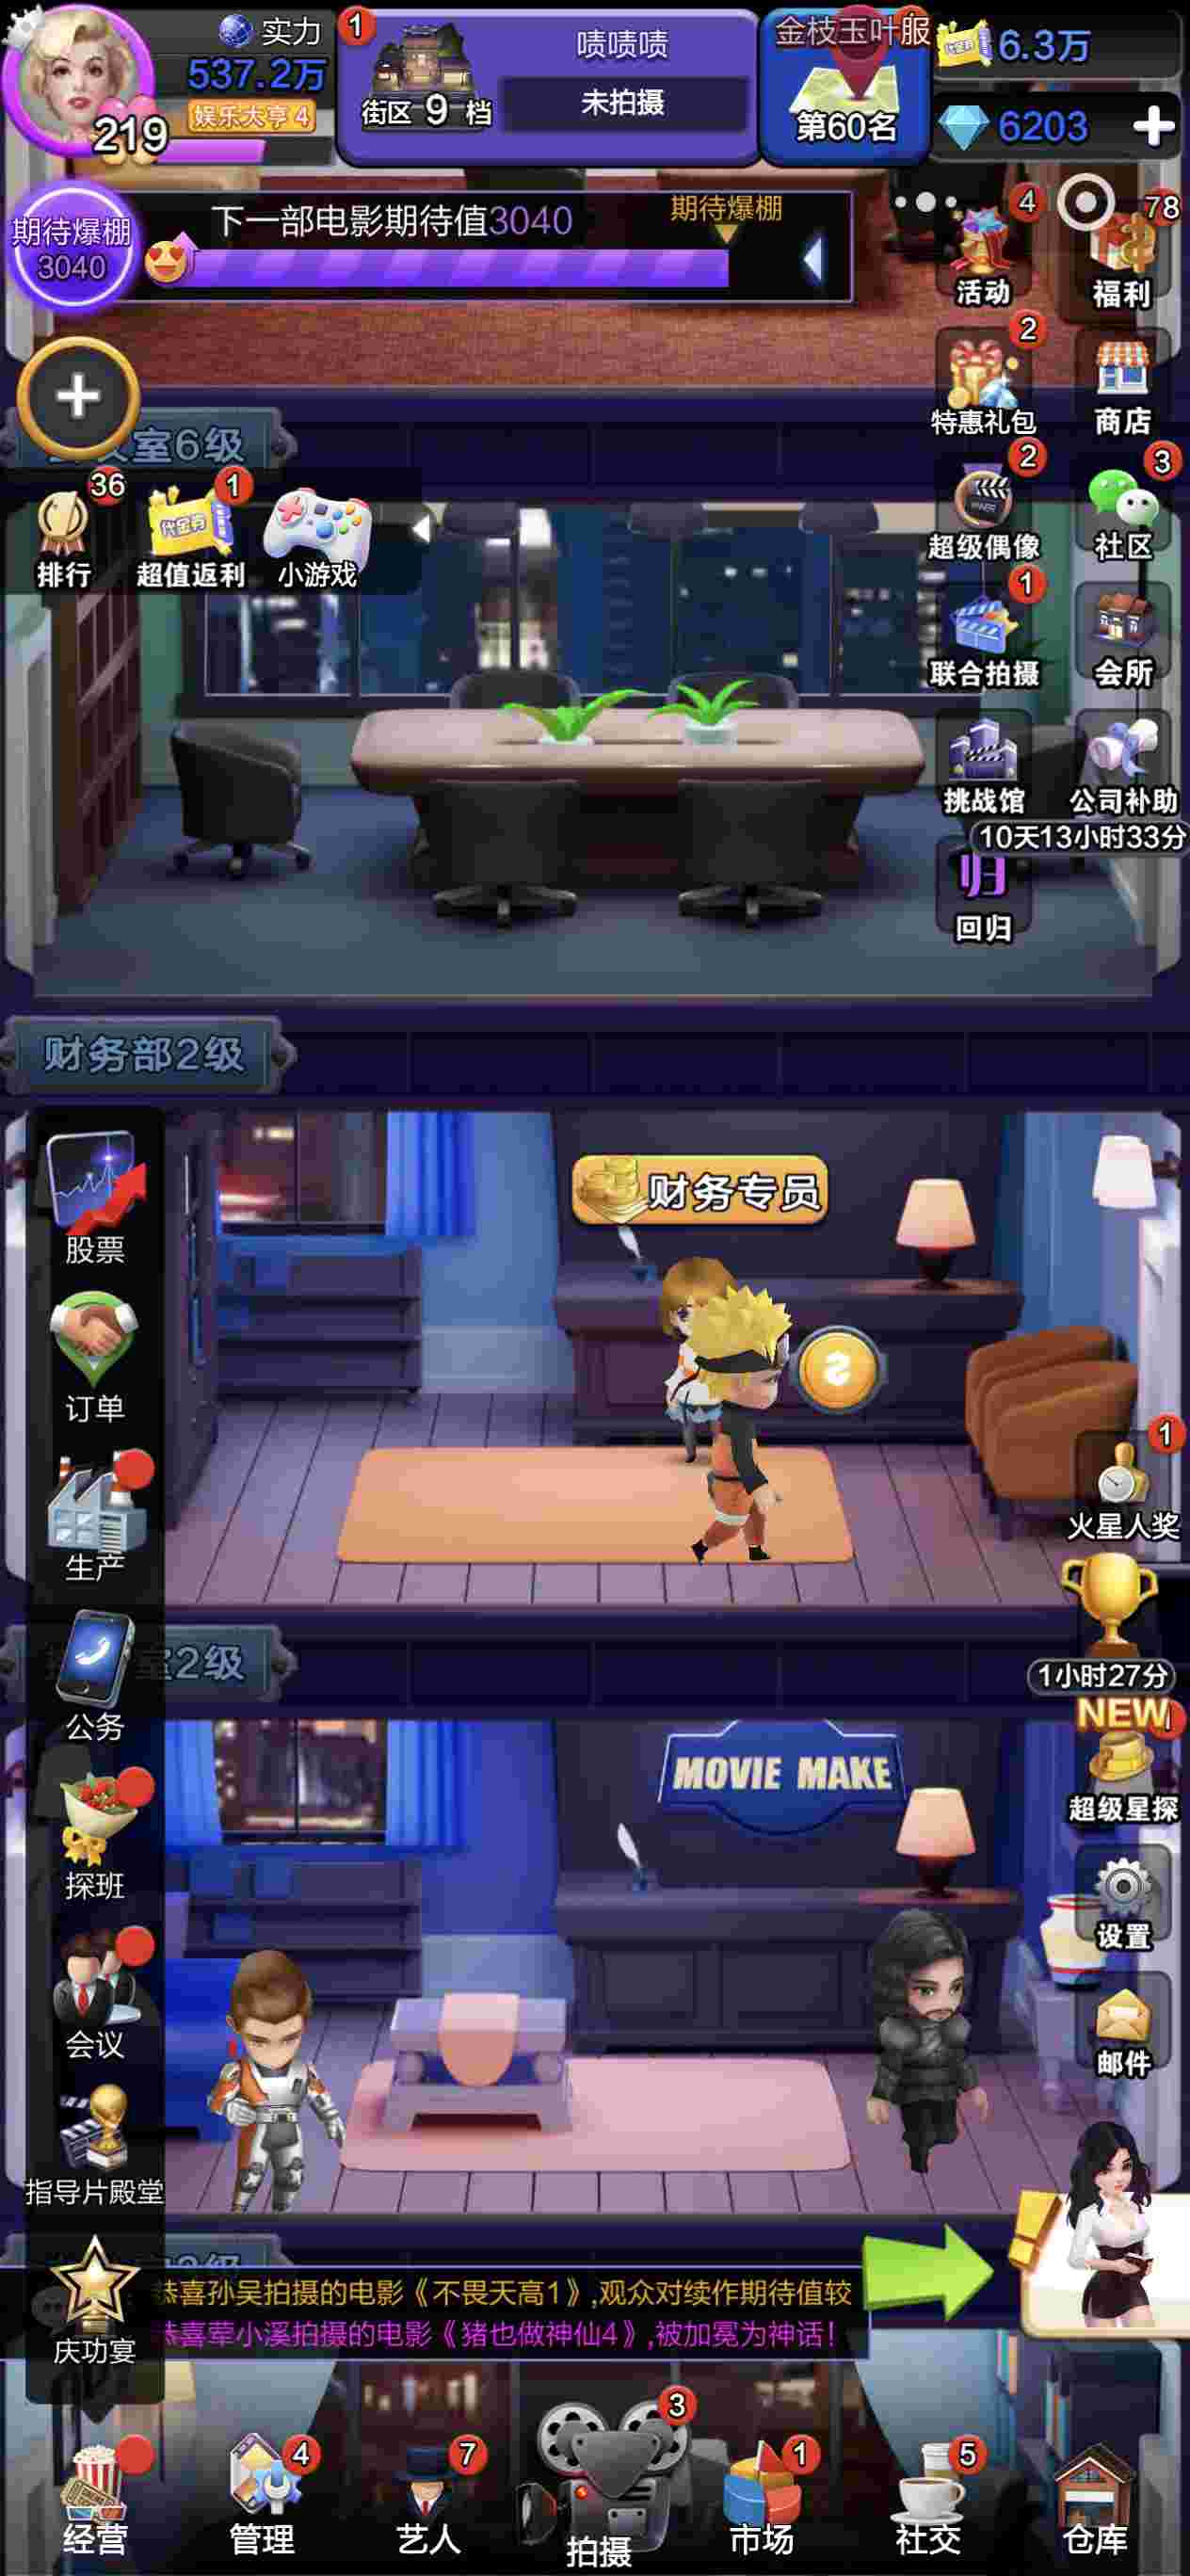 实力
537.2万
娱乐大亨 4
219
1
街区 9 档
啧啧啧
未拍摄
金枝玉叶服
第60名
代金券
6.3万
6203
期待爆棚
3040
下一部电影期待值3040
期待爆棚
4
活动
78
福利
2
特惠礼包
商店
室6级
36
排行
1
代金券
超值返利
小游戏
2
超级偶像
3
社区
1
联合拍摄
会所
挑战馆
公司补助
10天13小时33分
归
回归
财务部2级
股票
财务专员
订单
生产
1
火星人奖
室2级
1小时27分
公务
NEW
MOVIE MAKE
超级星探
探班
设置
会议
邮件
指导片殿堂
恭喜孙吴拍摄的电影《不畏天高1》,观众对续作期待值较
恭喜荤小溪拍摄的电影《猪也做神仙4》,被加冕为神话!
庆功宴
经营
4
管理
7
艺人
3
拍摄
1
市场
5
社交
仓库